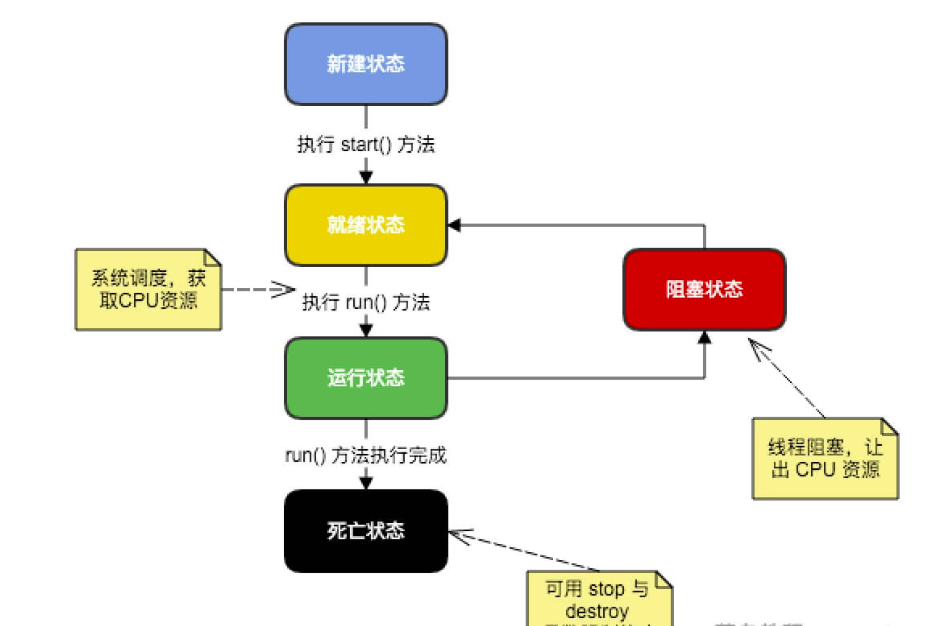 新建状态
执行 start() 方法
就绪状态
系统调度，获
取CPU资源
执行 run() 方法
阻塞状态
运行状态
线程阻塞，让
出 CPU 资源
run() 方法执行完成
死亡状态
可用 stop 与
destroy